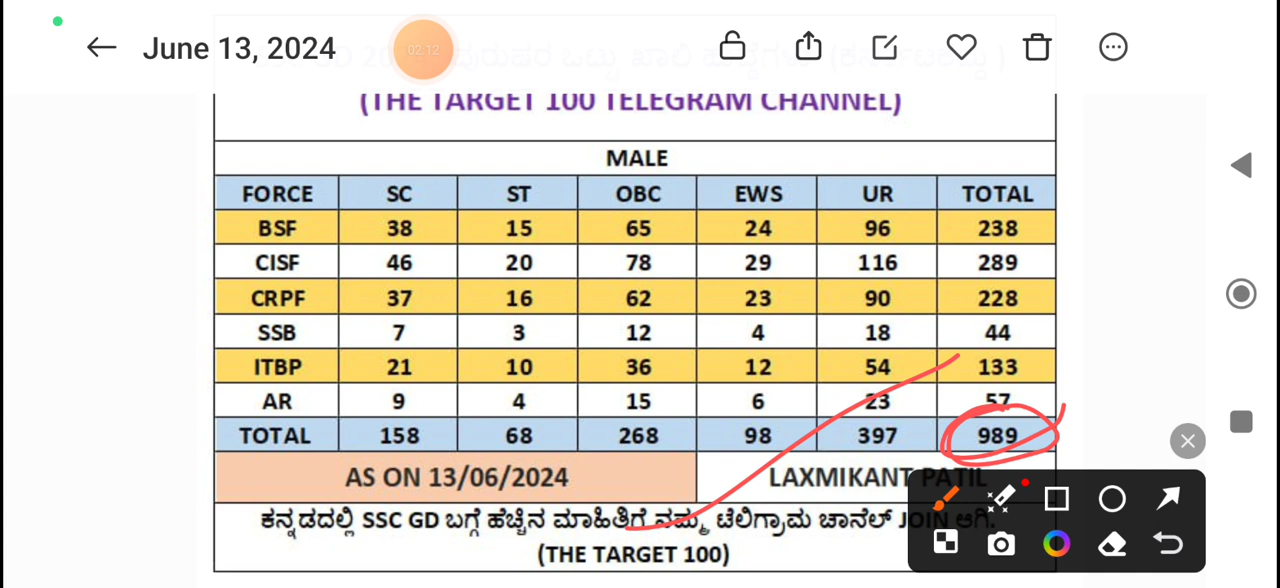 June 13, 2024
02:12
(THE TARGET 100 TELEGRAM CHANNEL)
MALE
FORCE SC ST OBC EWS UR TOTAL
BSF 38 15 65 24 96 238
CISF 46 20 78 29 116 289
CRPF 37 16 62 23 90 228
SSB 7 3 12 4 18 44
ITBP 21 10 36 12 54 133
AR 9 4 15 6 23 57
TOTAL 158 68 268 98 397 989
AS ON 13/06/2024 LAXMIKANT PATIL
ಕನ್ನಡದಲ್ಲಿ SSC GD ಬಗ್ಗೆ ಹೆಚ್ಚಿನ ಮಾಹಿತಿಗೆ ನಮ್ಮ ಟೆಲಿಗ್ರಾಮ ಚಾನೆಲ್ JOIN ಆಗಿ.
(THE TARGET 100)